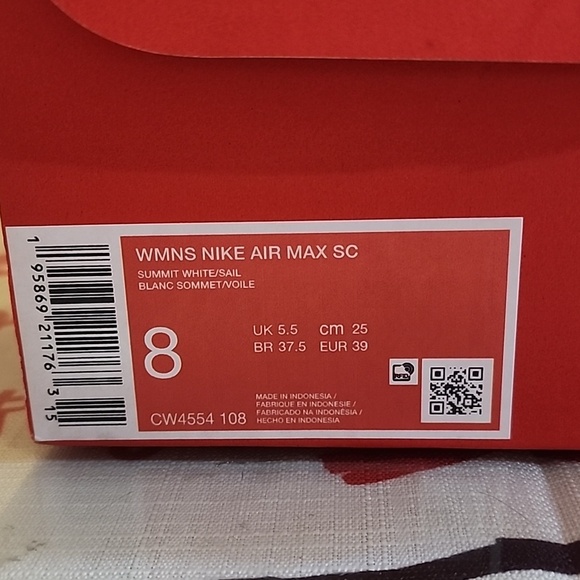 WMNS NIKE AIR MAX SC
SUMMIT WHITE/SAIL
BLANC SOMMET/VOILE
8
UK 5.5 cm 25
BR 37.5 EUR 39
CW4554 108
MADE IN INDONESIA /
FABRIQUE EN INDONESIE /
FABRICADO NA INDONÉSIA /
HECHO EN INDONESIA
1 95869 21176 3 15